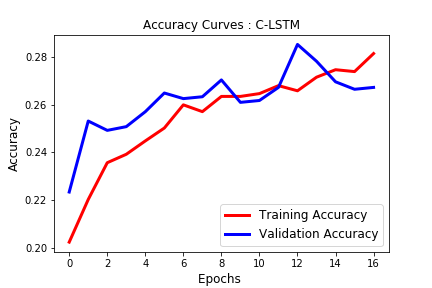 Accuracy Curves : C-LSTM
Accuracy
0.28
0.26
0.24
0.22
0.20
0 2 4 6 8 10 12 14 16
Epochs
Training Accuracy
Validation Accuracy